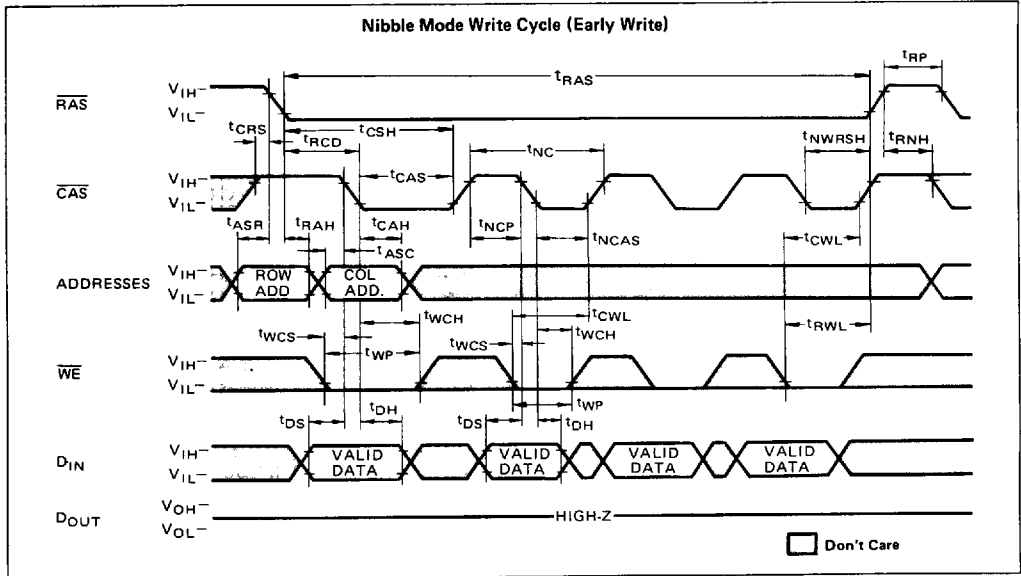 Nibble Mode Write Cycle (Early Write)
tRP
tRAS
RAS
VIH–
VIL–
tCRS
tRCD
tCSH
tNC
tNWRSH
tRNH
CAS
VIH–
VIL–
tCAS
tASR
tRAH
tCAH
tASC
tNCP
tNCAS
tCWL
ADDRESSES
VIH–
VIL–
ROW
ADD
COL
ADD.
tWCH
tCWL
tWCH
tRWL
tWCS
tWP
tWCS
WE
VIH–
VIL–
tWP
tDS
tDH
tDS
tDH
DIN
VIH–
VIL–
VALID
DATA
VALID
DATA
VALID
DATA
VALID
DATA
DOUT
VOH–
VOL–
HIGH-Z
Don't Care